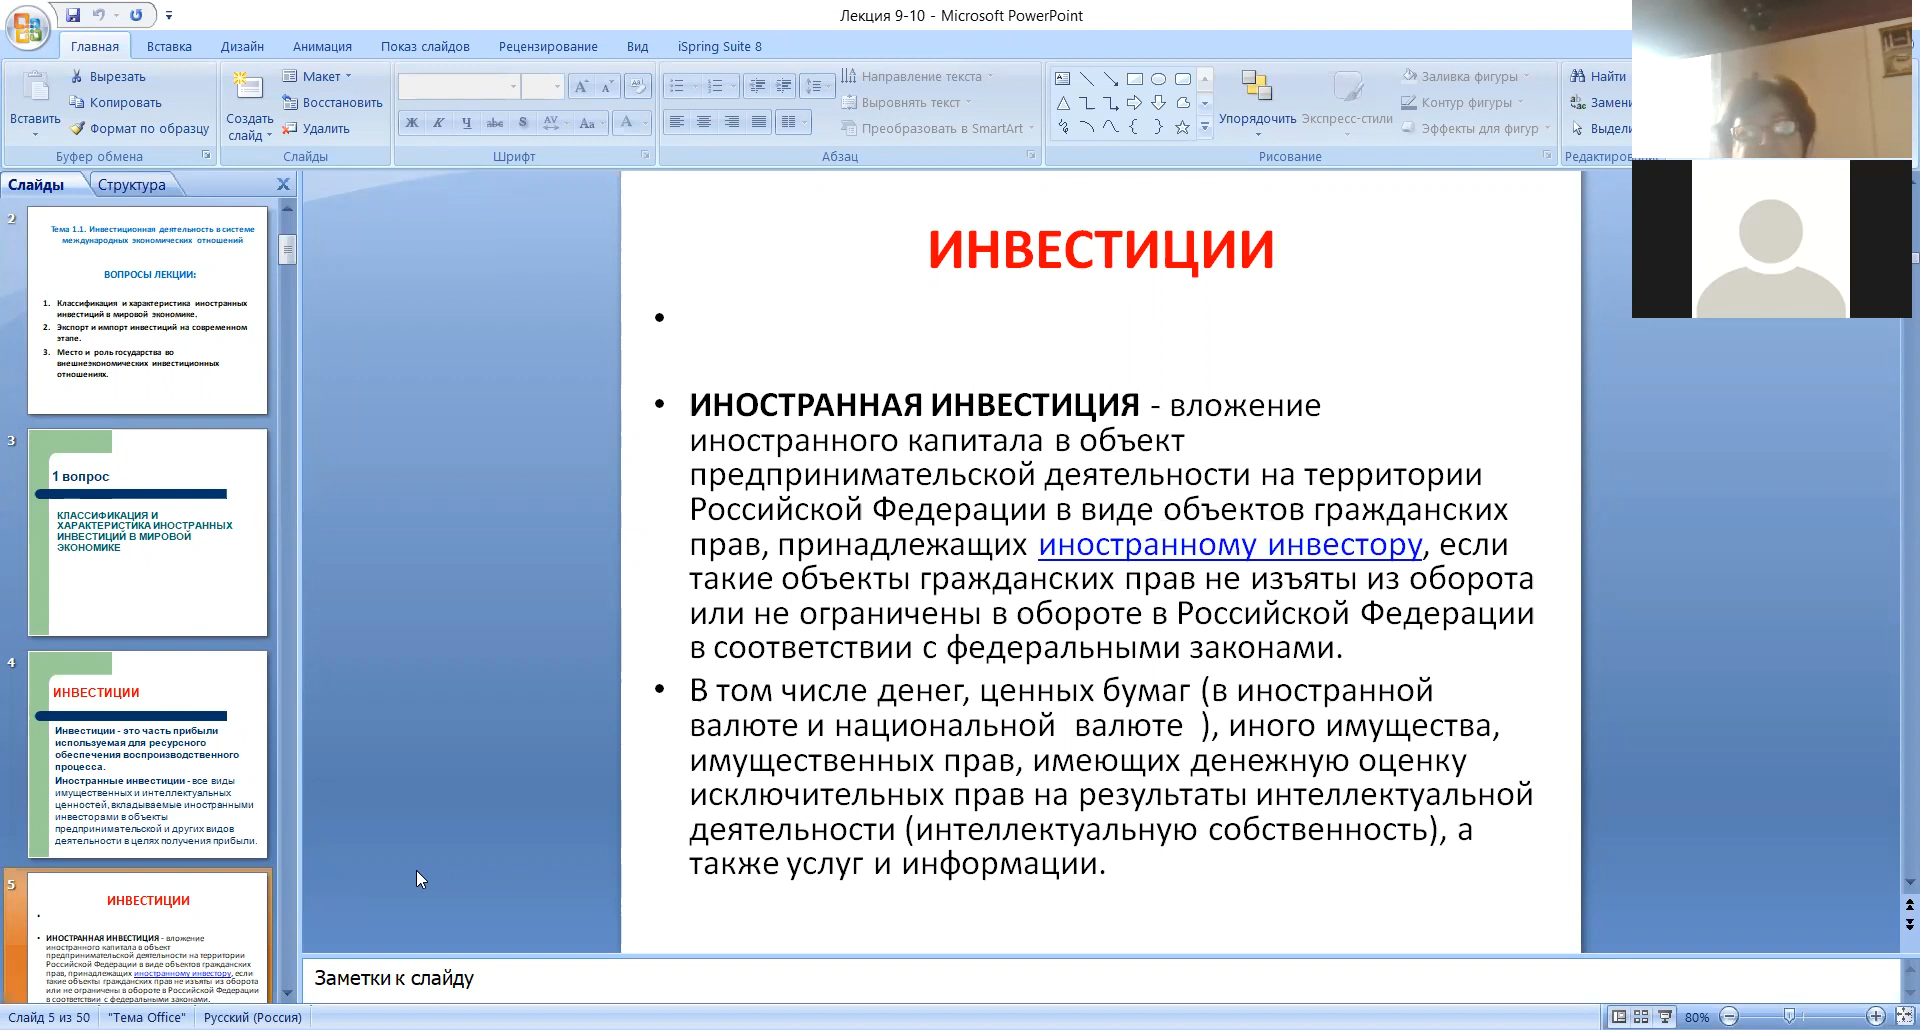 Лекция 9-10 - Microsoft PowerPoint
Главная
Вставка
Дизайн
Анимация
Показ слайдов
Рецензирование
Вид
iSpring Suite 8
Вставить
Вырезать
Копировать
Формат по образцу
Буфер обмена
Создать
слайд
Макет
Восстановить
Удалить
Слайды
Ж К Ч abc S AV Aa A
Шрифт
Направление текста
Выровнять текст
Преобразовать в SmartArt
Абзац
Упорядочить
Экспресс-стили
Заливка фигуры
Контур фигуры
Эффекты для фигур
Рисование
Найти
Замени
Выдели
Слайды
Структура
2
Тема 1.1. Инвестиционная деятельность в системе
международных экономических отношений
ВОПРОСЫ ЛЕКЦИИ:
1. Классификация и характеристика иностранных
инвестиций в мировой экономике.
2. Экспорт и импорт инвестиций на современном
этапе.
3. Место и роль государства во
внешнеэкономических инвестиционных
отношениях.
3
1 вопрос
КЛАССИФИКАЦИЯ И
ХАРАКТЕРИСТИКА ИНОСТРАННЫХ
ИНВЕСТИЦИЙ В МИРОВОЙ
ЭКОНОМИКЕ
4
ИНВЕСТИЦИИ
Инвестиции - это часть прибыли
используемая для ресурсного
обеспечения воспроизводственного
процесса.
Иностранные инвестиции - все виды
имущественных и интеллектуальных
ценностей, вкладываемые иностранными
инвесторами в объекты
предпринимательской и других видов
деятельности в целях получения прибыли.
5
ИНВЕСТИЦИИ
•
• ИНОСТРАННАЯ ИНВЕСТИЦИЯ - вложение
иностранного капитала в объект
предпринимательской деятельности на территории
Российской Федерации в виде объектов гражданских
прав, принадлежащих иностранному инвестору, если
такие объекты гражданских прав не изъяты из оборота
или не ограничены в обороте в Российской Федерации
в соответствии с федеральными законами.
ИНВЕСТИЦИИ
•
• ИНОСТРАННАЯ ИНВЕСТИЦИЯ - вложение
иностранного капитала в объект
предпринимательской деятельности на территории
Российской Федерации в виде объектов гражданских
прав, принадлежащих иностранному инвестору, если
такие объекты гражданских прав не изъяты из оборота
или не ограничены в обороте в Российской Федерации
в соответствии с федеральными законами.
• В том числе денег, ценных бумаг (в иностранной
валюте и национальной валюте ), иного имущества,
имущественных прав, имеющих денежную оценку
исключительных прав на результаты интеллектуальной
деятельности (интеллектуальную собственность), а
также услуг и информации.
Заметки к слайду
Слайд 5 из 50
"Тема Office"
Русский (Россия)
80%